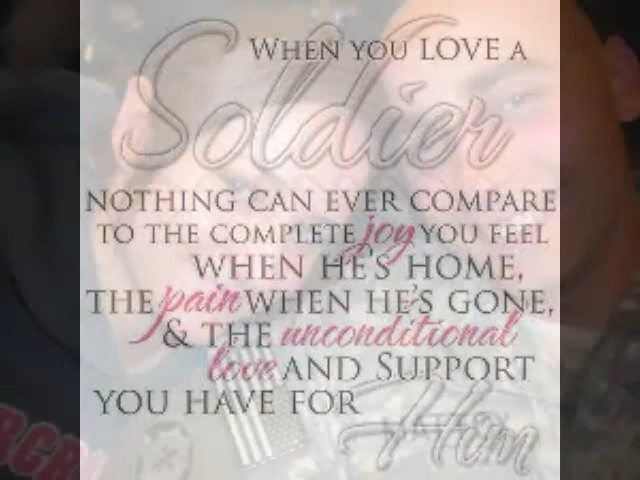 WHEN YOU LOVE A
Soldier
NOTHING CAN EVER COMPARE
TO THE COMPLETE joy YOU FEEL
WHEN HE'S HOME,
THE pain WHEN HE'S GONE,
& THE unconditional
love AND SUPPORT
YOU HAVE FOR
Him